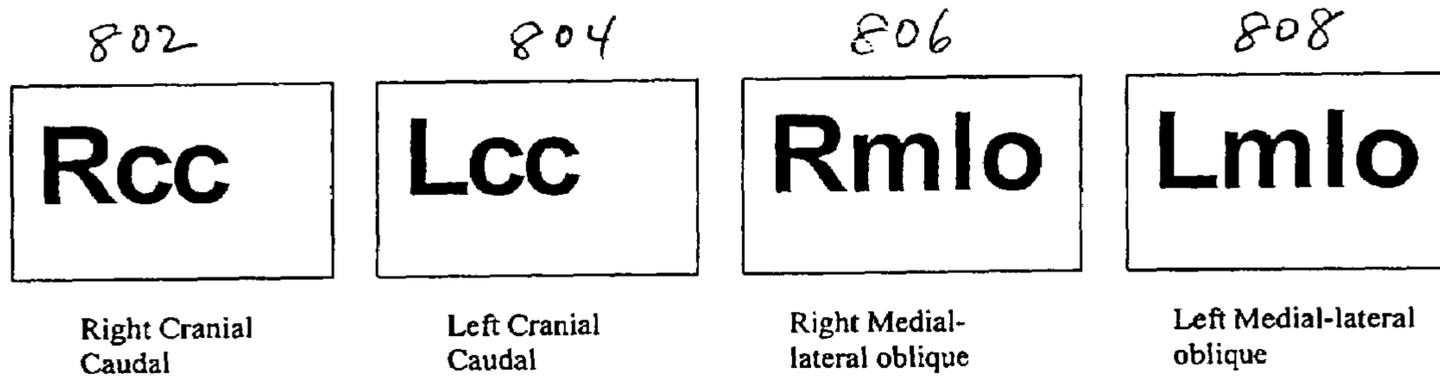 802 804 806 808
Rcc Lcc Rmlo Lmlo
Right Cranial Left Cranial Right Medial- Left Medial-lateral
Caudal Caudal lateral oblique oblique